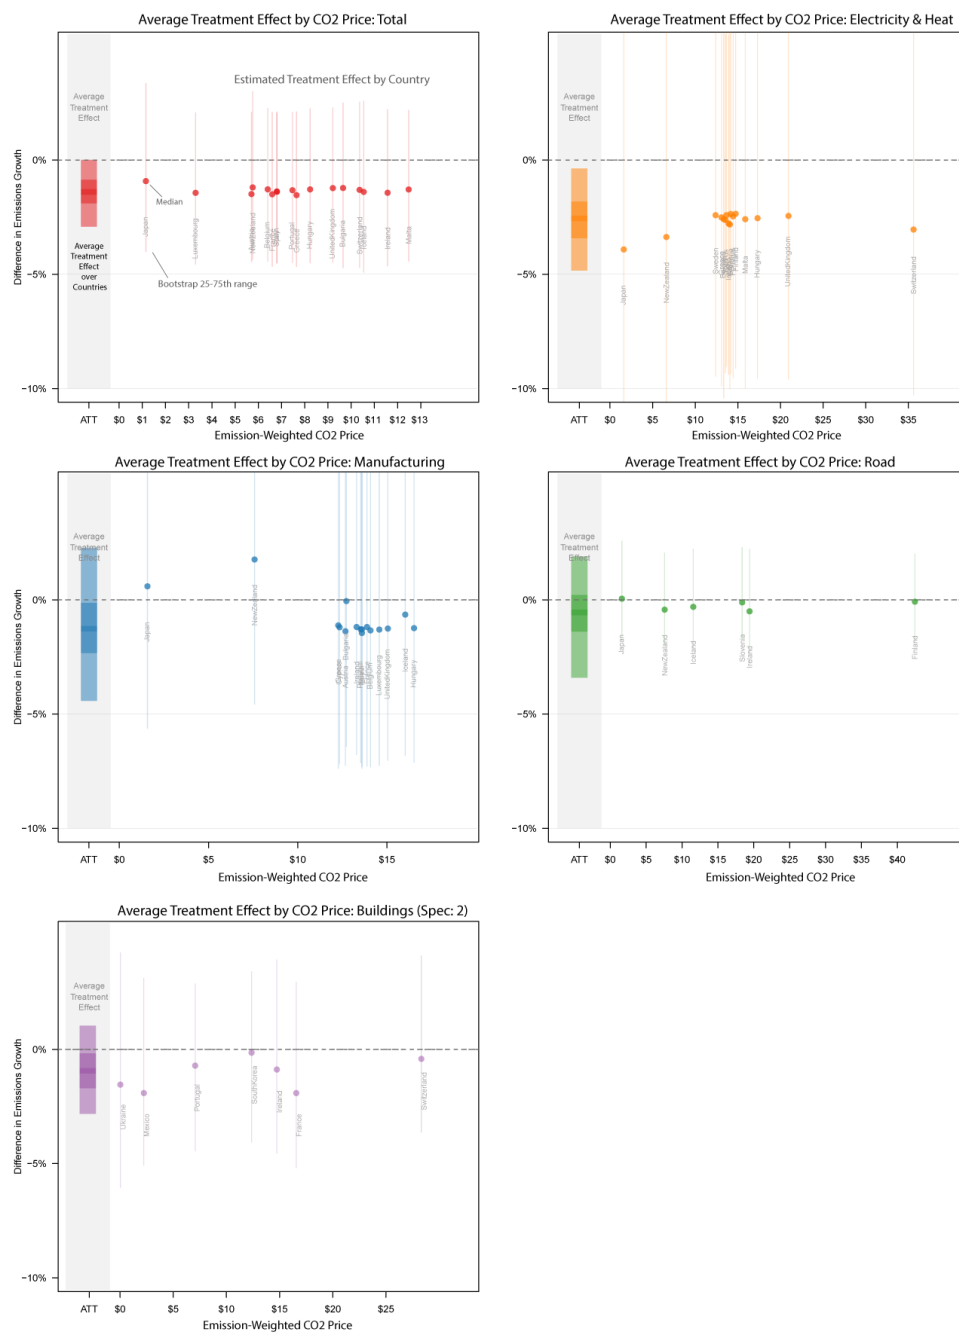 Average Treatment Effect by CO2 Price: Total
Difference in Emissions Growth
0%
−5%
−10%
Average
Treatment
Effect
Average
Treatment
Effect
over
Countries
Estimated Treatment Effect by Country
Median
Bootstrap 25-75th range
Japan
Luxembourg
NewZealand
Belgium
Portugal
Greece
Hungary
UnitedKingdom
Bulgaria
Switzerland
Iceland
Ireland
Malta
ATT $0 $1 $2 $3 $4 $5 $6 $7 $8 $9 $10 $11 $12 $13
Emission-Weighted CO2 Price
Average Treatment Effect by CO2 Price: Electricity & Heat
0%
−5%
−10%
Average
Treatment
Effect
Japan
NewZealand
Sweden
Finland
Malta
Hungary
UnitedKingdom
Switzerland
ATT $0 $5 $10 $15 $20 $25 $30 $35
Emission-Weighted CO2 Price
Average Treatment Effect by CO2 Price: Manufacturing
Difference in Emissions Growth
0%
−5%
−10%
Average
Treatment
Effect
Japan
NewZealand
Austria
Bulgaria
Luxembourg
UnitedKingdom
Iceland
Hungary
ATT $0 $5 $10 $15
Emission-Weighted CO2 Price
Average Treatment Effect by CO2 Price: Road
0%
−5%
−10%
Average
Treatment
Effect
Japan
NewZealand
Iceland
Slovenia
Ireland
Finland
ATT $0 $5 $10 $15 $20 $25 $30 $35 $40
Emission-Weighted CO2 Price
Average Treatment Effect by CO2 Price: Buildings (Spec: 2)
Difference in Emissions Growth
0%
−5%
−10%
Average
Treatment
Effect
Ukraine
Mexico
Portugal
SouthKorea
Ireland
France
Switzerland
ATT $0 $5 $10 $15 $20 $25
Emission-Weighted CO2 Price